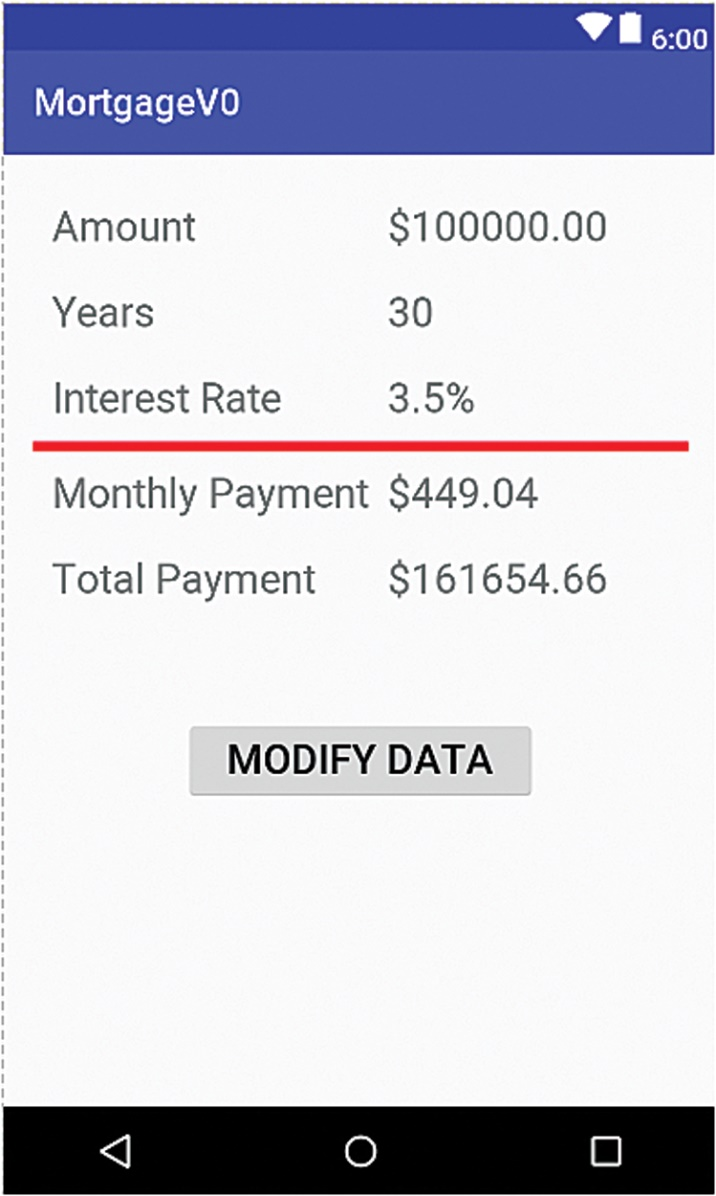 6:00
MortgageV0
Amount $100000.00
Years 30
Interest Rate 3.5%
Monthly Payment $449.04
Total Payment $161654.66
MODIFY DATA